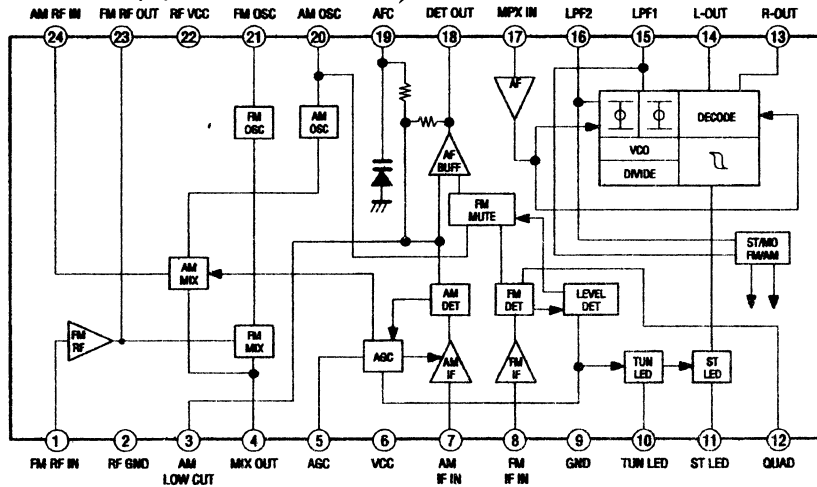 AM RF IN FM RF OUT RF VCC FM OSC AM OSC AFC DET OUT MPX IN LPF2 LPF1 L-OUT R-OUT
24 23 22 21 20 19 18 17 16 15 14 13
AF
FM
OSC
AM
OSC
DECODE
VCO
DIVIDE
AF
BUFF
FM
MUTE
ST/MO
FM/AM
AM
MIX
AM
DET
FM
DET
LEVEL
DET
FM
RF
FM
MIX
AGC
AM
IF
FM
IF
TUN
LED
ST
LED
1 2 3 4 5 6 7 8 9 10 11 12
FM RF IN RF GND AM
LOW CUT MIX OUT AGC VCC AM
IF IN FM
IF IN GND TUN LED ST LED QUAD